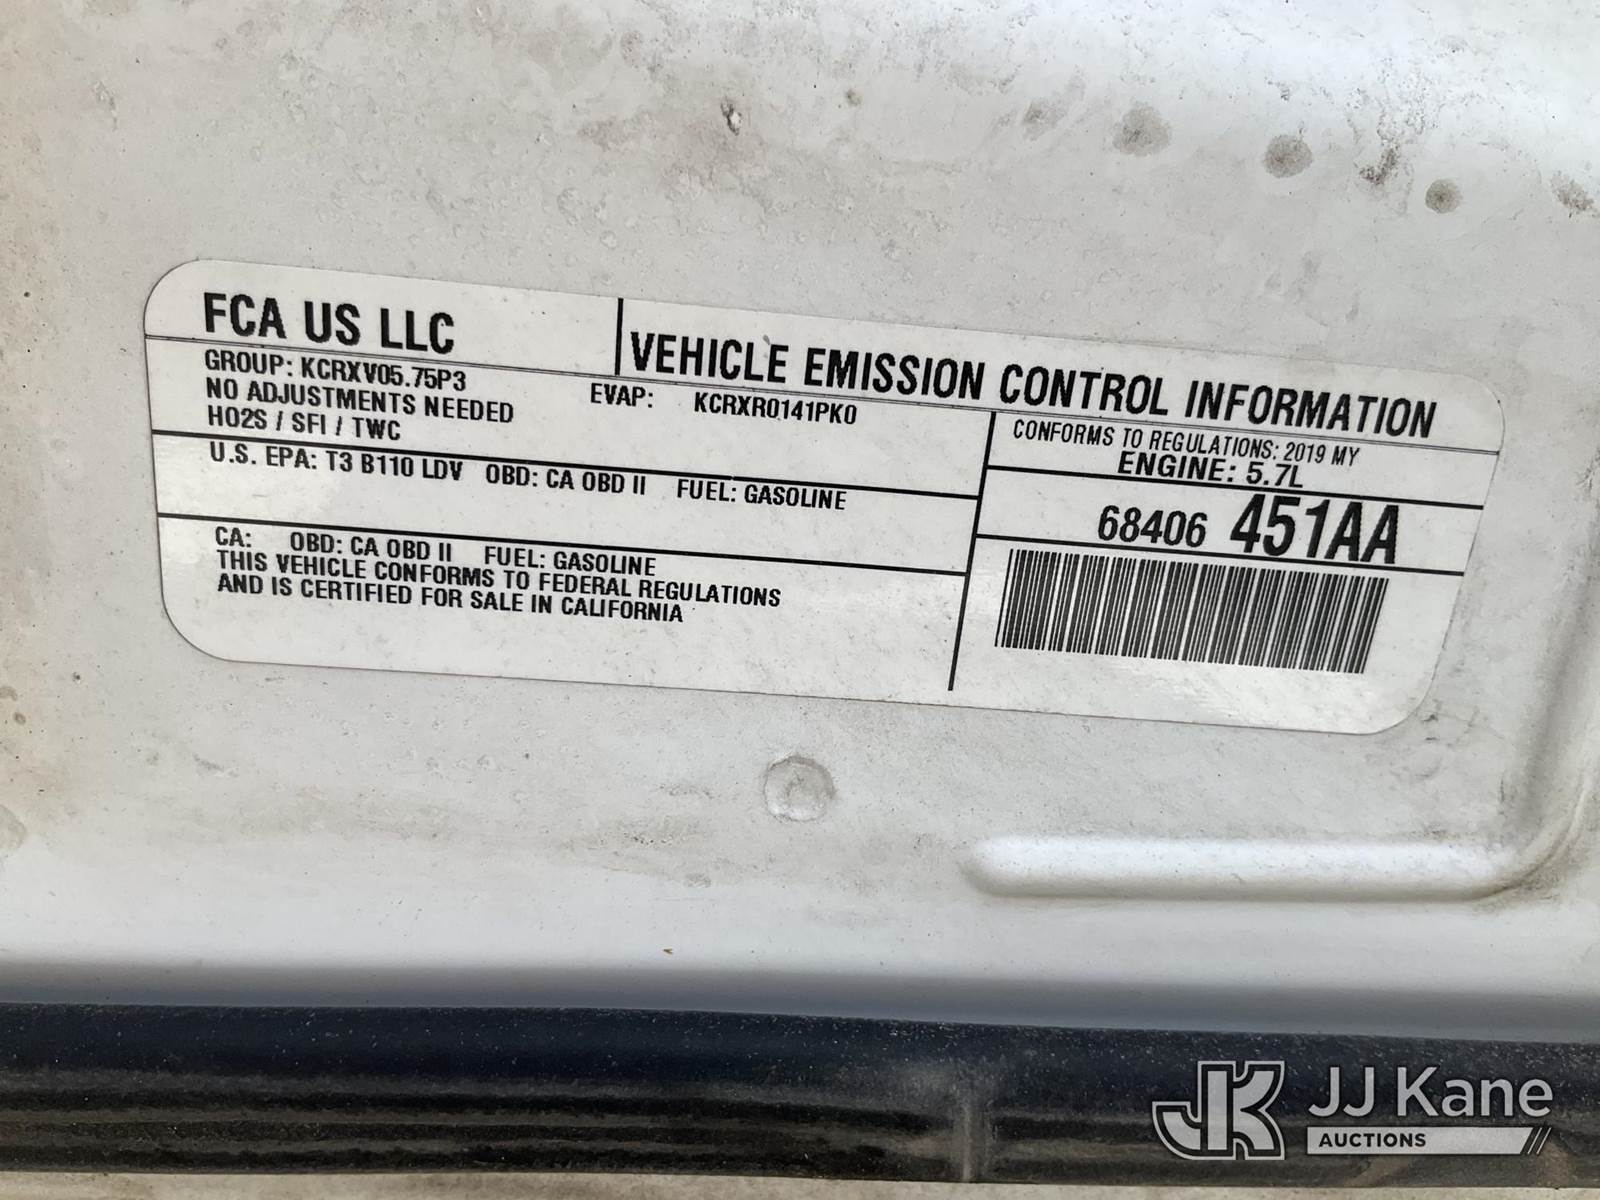 FCA US LLC
VEHICLE EMISSION CONTROL INFORMATION
GROUP: KCRXV05.75P3
EVAP: KCRXR0141PK0
NO ADJUSTMENTS NEEDED
HO2S / SFI / TWC
CONFORMS TO REGULATIONS: 2019 MY
ENGINE: 5.7L
U.S. EPA: T3 B110 LDV OBD: CA OBD II FUEL: GASOLINE
68406 451AA
CA: OBD: CA OBD II FUEL: GASOLINE
THIS VEHICLE CONFORMS TO FEDERAL REGULATIONS
AND IS CERTIFIED FOR SALE IN CALIFORNIA
JK JJ Kane
AUCTIONS